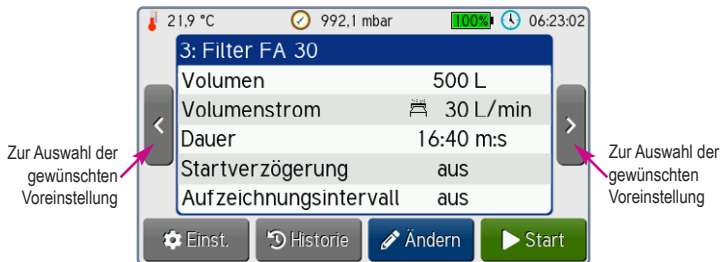 21,9 °C 992,1 mbar 100% 06:23:02
3: Filter FA 30
Volumen 500 L
Volumenstrom 30 L/min
Dauer 16:40 m:s
Startverzögerung aus
Aufzeichnungsintervall aus
Einst. Historie Ändern Start
Zur Auswahl der
gewünschten
Voreinstellung
Zur Auswahl der
gewünschten
Voreinstellung